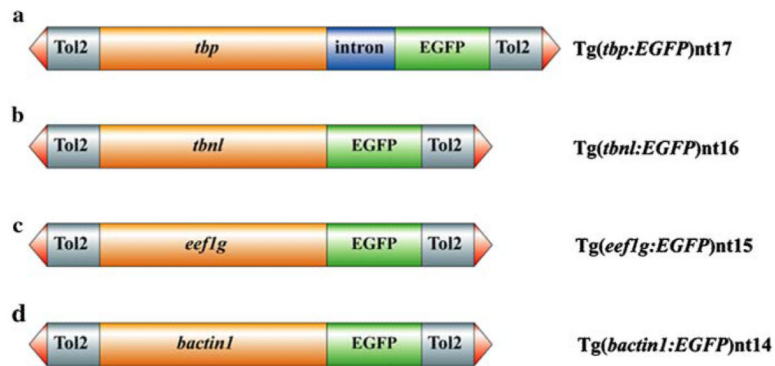 a
Tol2 tbp intron EGFP Tol2 Tg(tbp:EGFP)nt17
b
Tol2 tbnl EGFP Tol2 Tg(tbnl:EGFP)nt16
c
Tol2 eef1g EGFP Tol2 Tg(eef1g:EGFP)nt15
d
Tol2 bactin1 EGFP Tol2 Tg(bactin1:EGFP)nt14